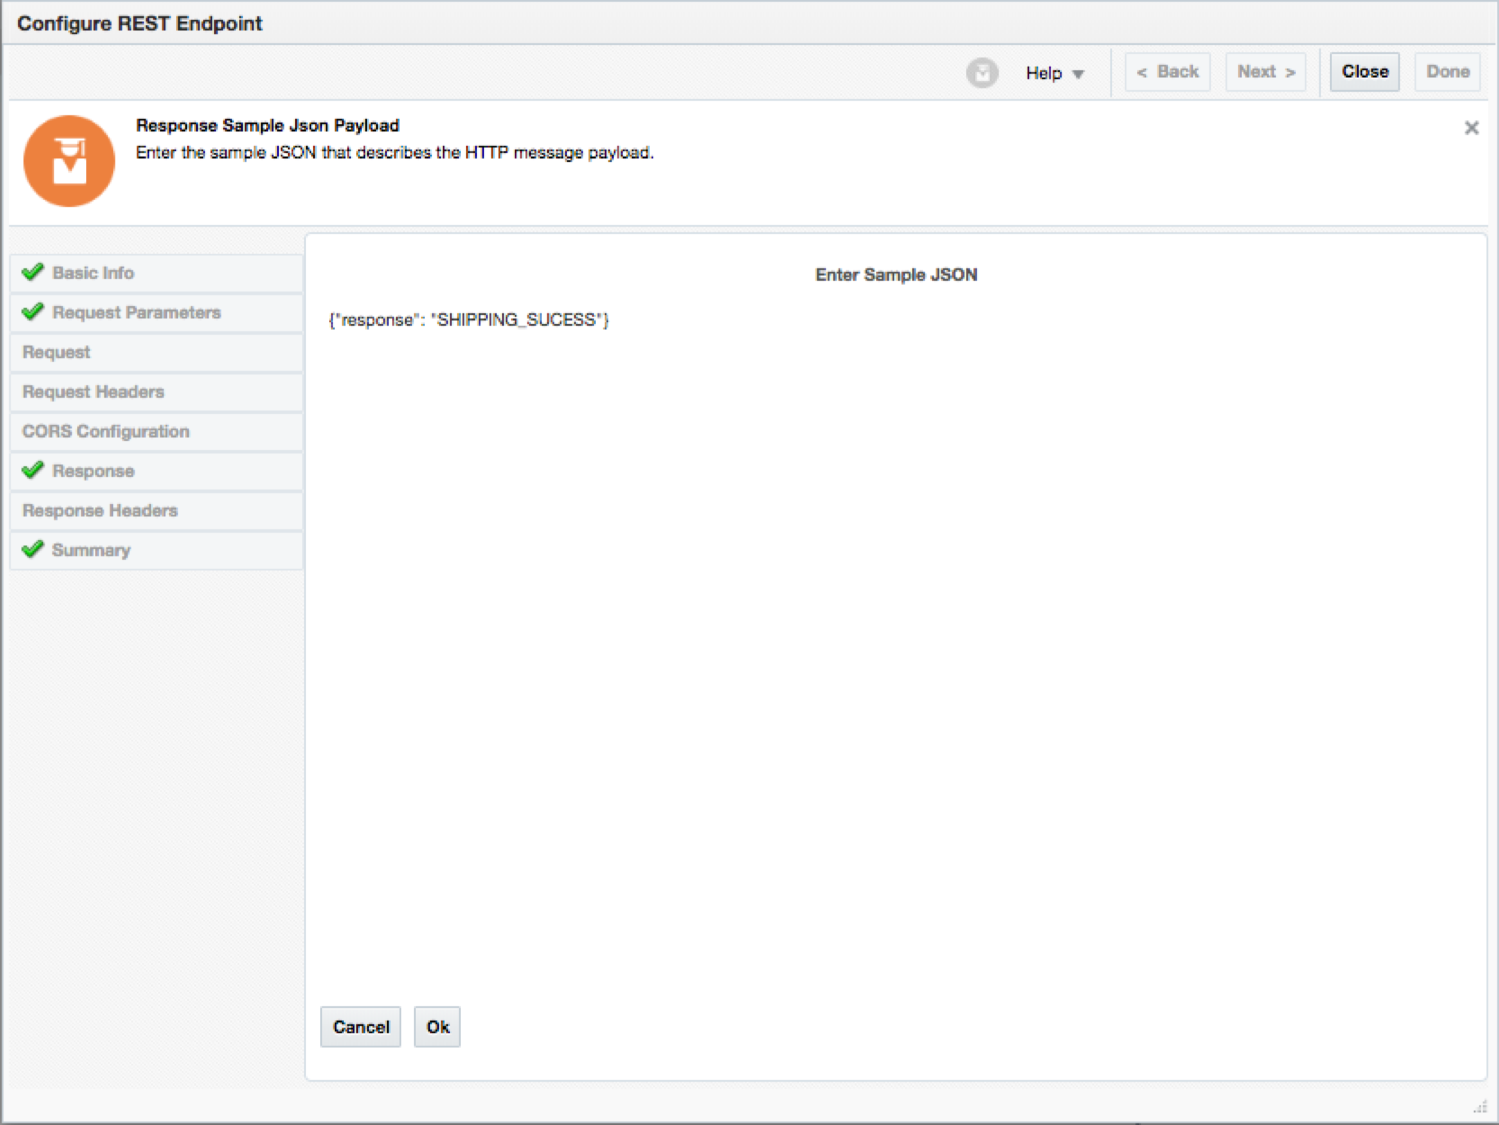 Configure REST Endpoint
Help < Back Next > Close Done
Response Sample Json Payload
Enter the sample JSON that describes the HTTP message payload.
Basic Info
Request Parameters
Request
Request Headers
CORS Configuration
Response
Response Headers
Summary
Enter Sample JSON
{"response": "SHIPPING_SUCESS"}
Cancel Ok